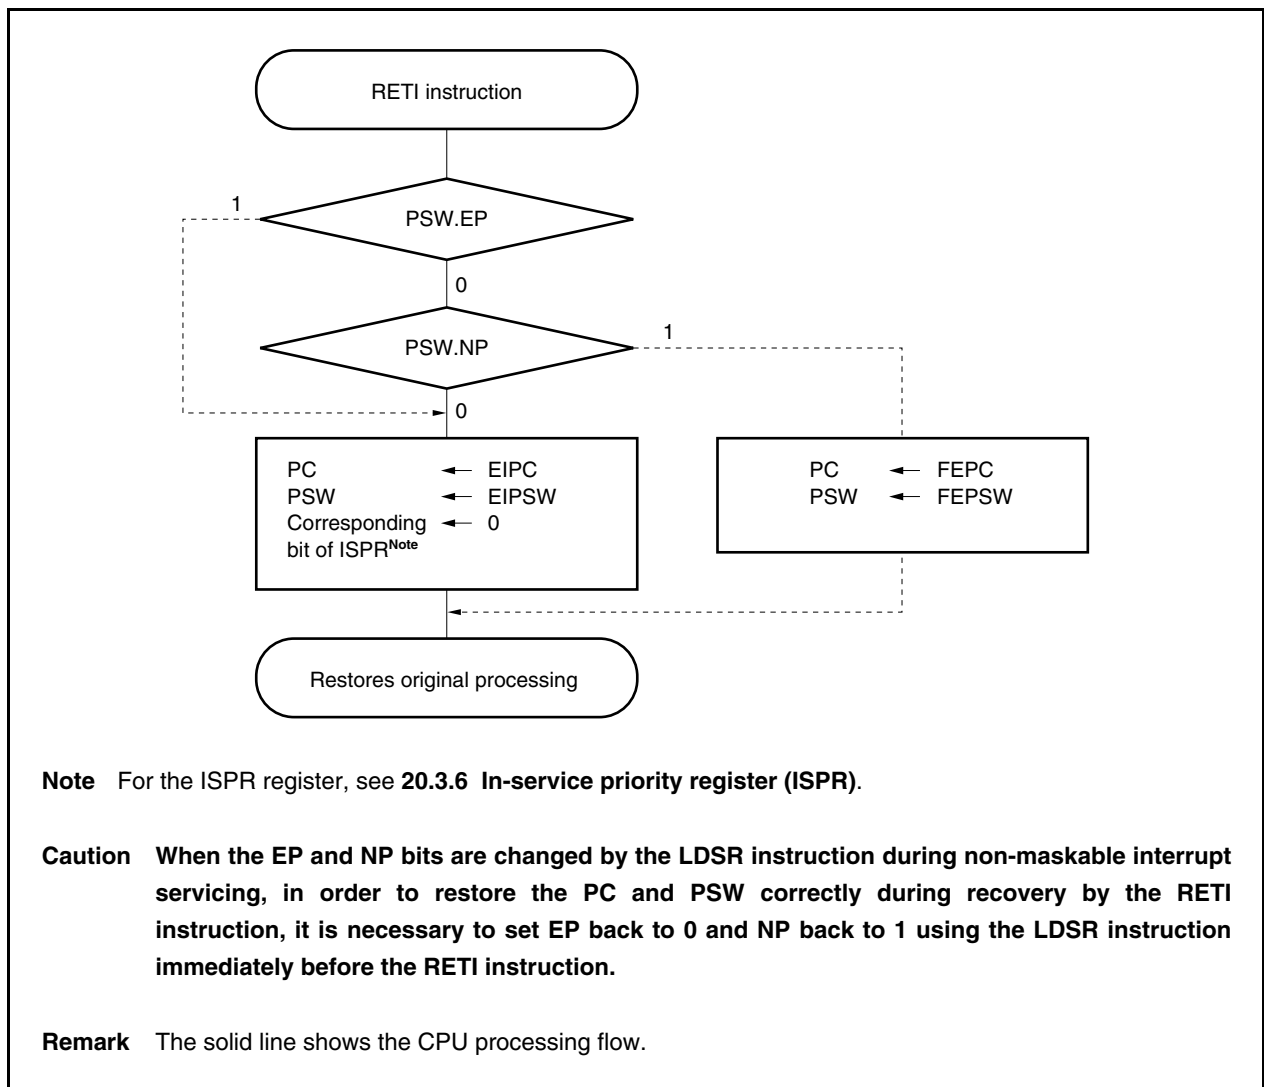 RETI instruction
1
PSW.EP
0
1
PSW.NP
0
PC ← EIPC
PSW ← EIPSW
Corresponding ← 0
bit of ISPRNote
PC ← FEPC
PSW ← FEPSW
Restores original processing
Note For the ISPR register, see 20.3.6 In-service priority register (ISPR).
Caution When the EP and NP bits are changed by the LDSR instruction during non-maskable interrupt
servicing, in order to restore the PC and PSW correctly during recovery by the RETI
instruction, it is necessary to set EP back to 0 and NP back to 1 using the LDSR instruction
immediately before the RETI instruction.
Remark The solid line shows the CPU processing flow.